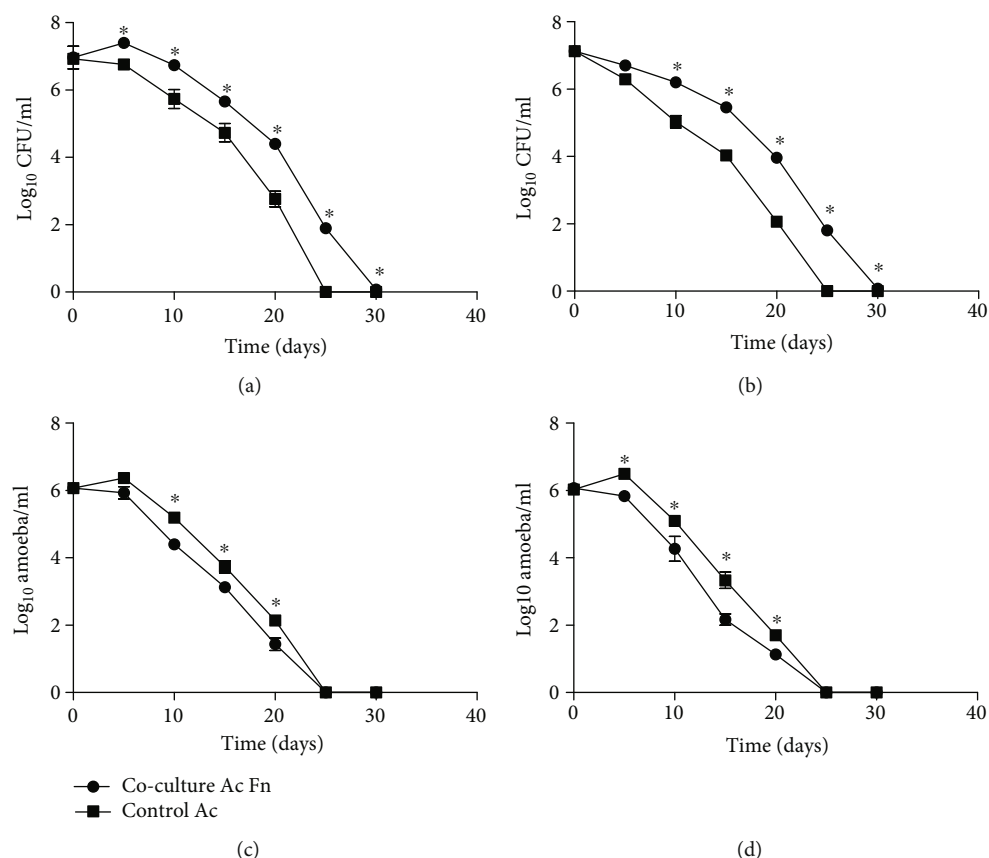 8
6
4
2
0
Log₁₀ CFU/ml
* * * * * * *
0 10 20 30 40
Time (days)
(a)
8
6
4
2
0
Log₁₀ CFU/ml
* * * * *
0 10 20 30 40
Time (days)
(b)
8
6
4
2
0
Log₁₀ amoeba/ml
* * *
0 10 20 30 40
Time (days)
Co-culture Ac Fn
Control Ac
(c)
8
6
4
2
0
Log10 amoeba/ml
* * * *
0 10 20 30 40
Time (days)
(d)